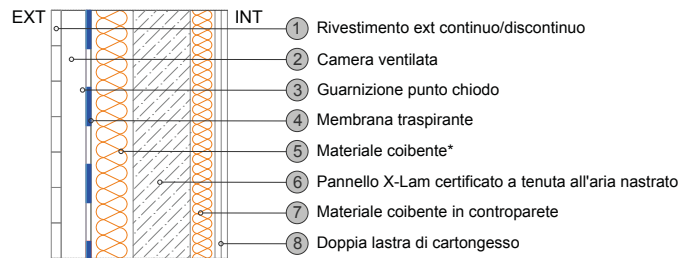 EXT
INT
1 Rivestimento ext continuo/discontinuo
2 Camera ventilata
3 Guarnizione punto chiodo
4 Membrana traspirante
5 Materiale coibente*
6 Pannello X-Lam certificato a tenuta all'aria nastrato
7 Materiale coibente in controparete
8 Doppia lastra di cartongesso